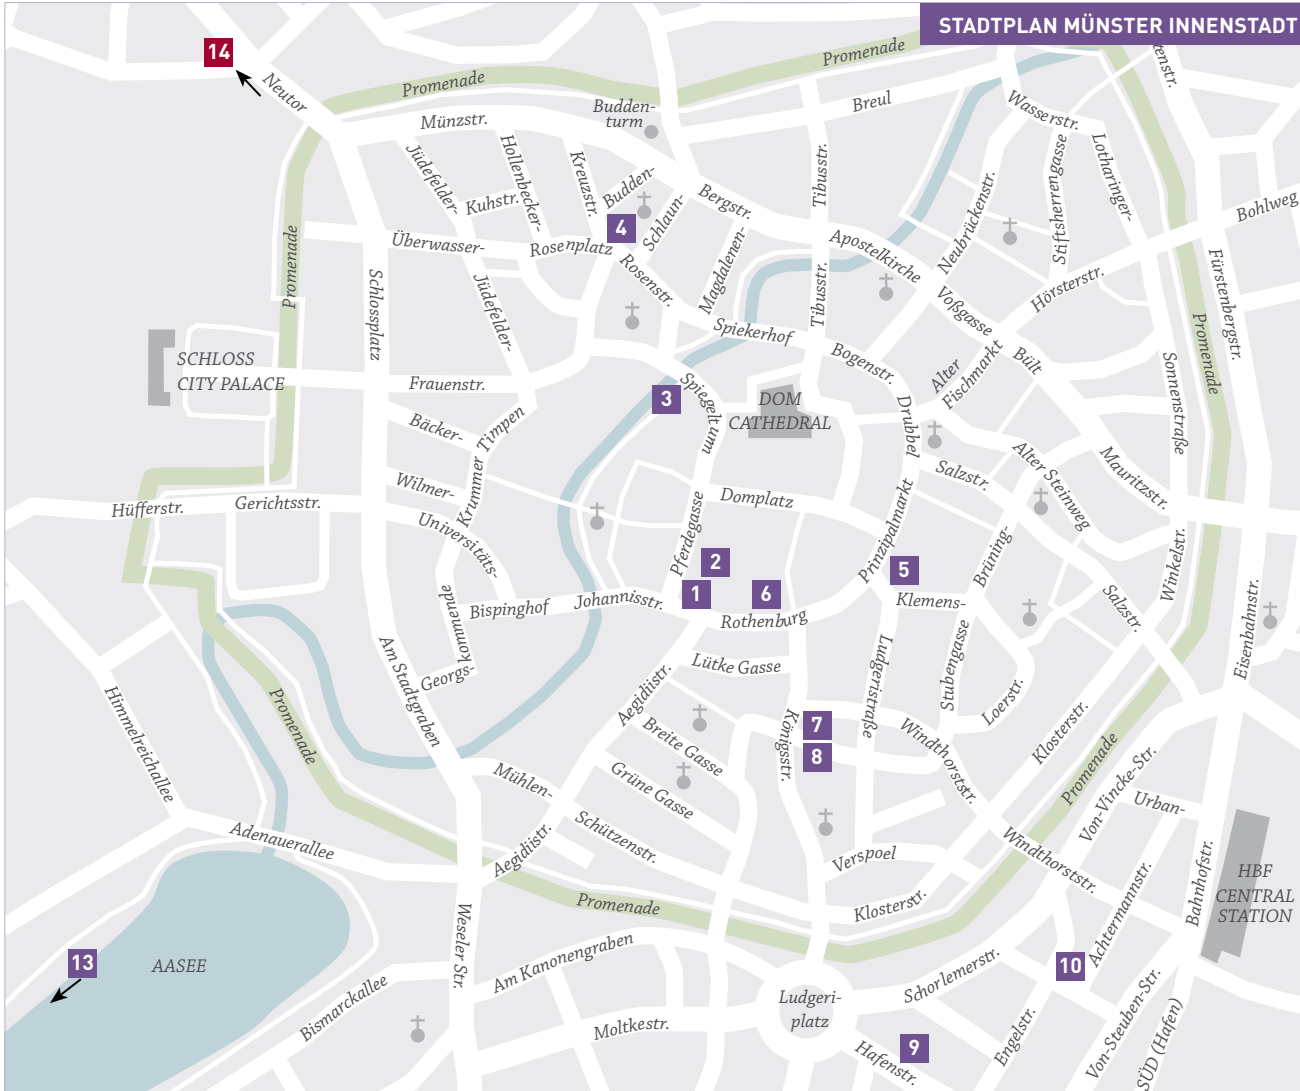 STADTPLAN MÜNSTER INNENSTADT
14
Neutor
Promenade
Promenade
tenstr.
Münzstr.
Budden-
turm
Breul
Wasserstr.
Jüdefelder-
Hollenbecker-
Kreuzstr.
Budden-
Tibusstr.
Stiftsherrengasse
Lotharinger-
Kuhstr.
Schlaun-
Bergstr.
Neubrückenstr.
Bohlweg
4
Überwasser-
Rosenplatz
Rosenstr.
Magdalenen-
Apostelkirche
Promenade
Schlossplatz
Jüdefelder-
Tibusstr.
Voßgasse
Hörsterstr.
Fürstenbergstr.
Promenade
Spiekerhof
Bogenstr.
Bült
SCHLOSS
CITY PALACE
Frauenstr.
3
Spiegelturm
DOM
CATHEDRAL
Drubbel
Alter
Fischmarkt
Sonnenstraße
Bäcker-
Krummer Timpen
Wilmer-
Salzstr.
Alter Steinweg
Mauritzstr.
Hüfferstr.
Gerichtsstr.
Universitäts-
Domplatz
Pferdegasse
Prinzipalmarkt
Brüning-
Winkelstr.
2
1
6
5
Klemens-
Salzstr.
Georgs-
kommende
Bispinghof
Johannisstr.
Rothenburg
Eisenbahnstr.
Am Stadtgraben
Lütke Gasse
Ludgeristraße
Stubengasse
Loerstr.
Himmelreichallee
Promenade
Aegidiistr.
Breite Gasse
Königsstr.
7
8
Windthorststr.
Klosterstr.
Promenade
Von-Vincke-Str.
Grüne Gasse
Mühlen-
Schützenstr.
Urban-
Adenauerallee
Aegidiistr.
Verspoel
Windthorststr.
HBF
CENTRAL
STATION
Bahnhofstr.
Achtermannstr.
Promenade
Klosterstr.
Weseler Str.
Am Kanonengraben
13
AASEE
10
Schorlemerstr.
Bismarckallee
Moltkestr.
Ludgeri-
platz
9
Hafenstr.
Engelstr.
Von-Steuben-Str.
SÜD (Hafen)